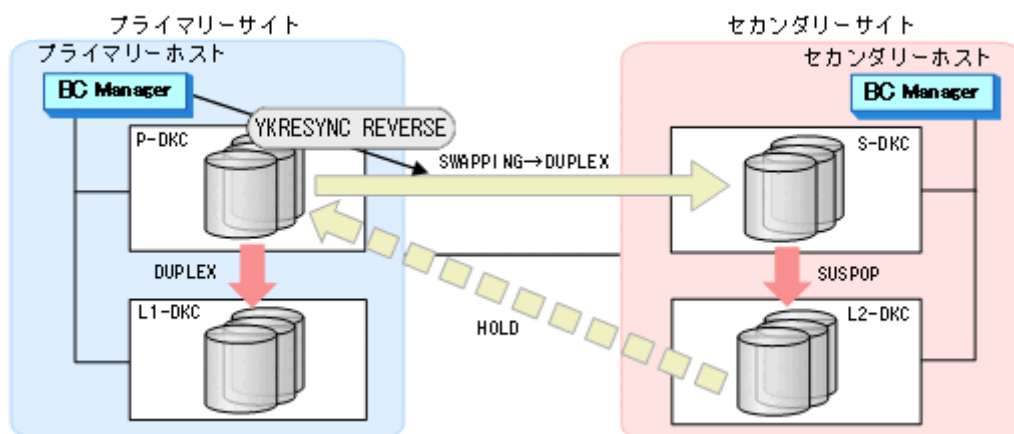 プライマリーサイト
セカンダリーサイト
プライマリーホスト
セカンダリーホスト
BC Manager
BC Manager
YKRESYNC REVERSE
P-DKC
S-DKC
SWAPPING→DUPLEX
DUPLEX
SUSPOP
L1-DKC
L2-DKC
HOLD